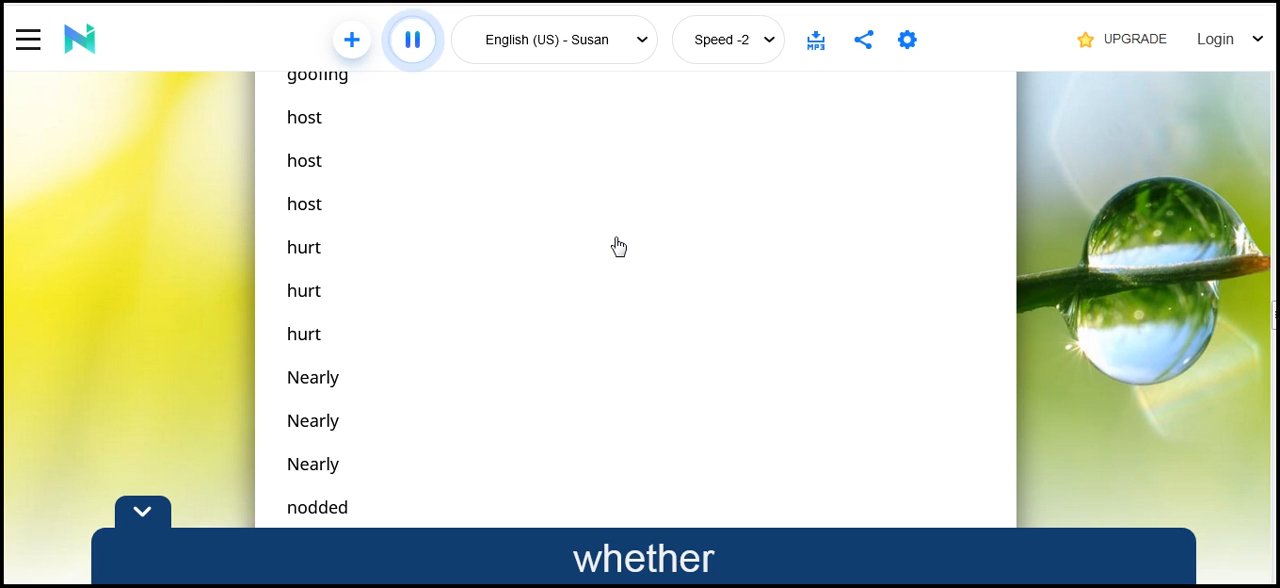 English (US) - Susan
Speed -2
MP3
UPGRADE
Login
goofing
host
host
host
hurt
hurt
hurt
Nearly
Nearly
Nearly
nodded
whether